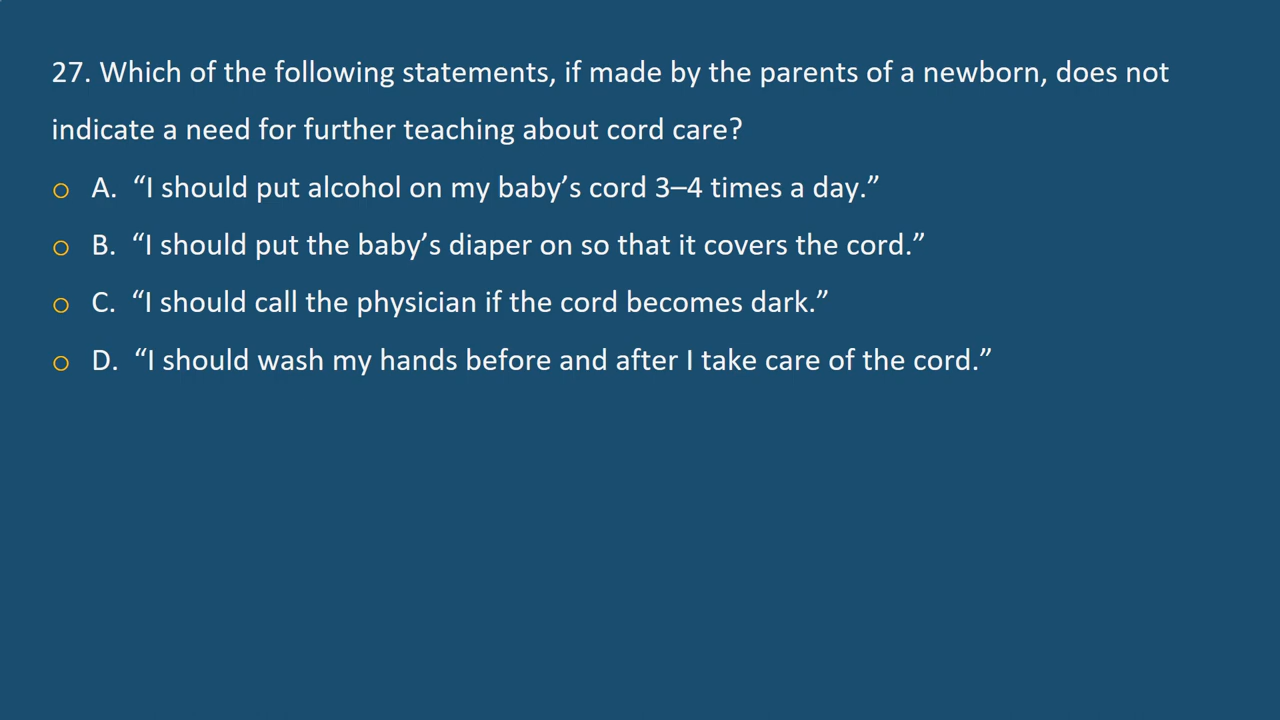 27. Which of the following statements, if made by the parents of a newborn, does not
indicate a need for further teaching about cord care?
A. “I should put alcohol on my baby’s cord 3–4 times a day.”
B. “I should put the baby’s diaper on so that it covers the cord.”
C. “I should call the physician if the cord becomes dark.”
D. “I should wash my hands before and after I take care of the cord.”